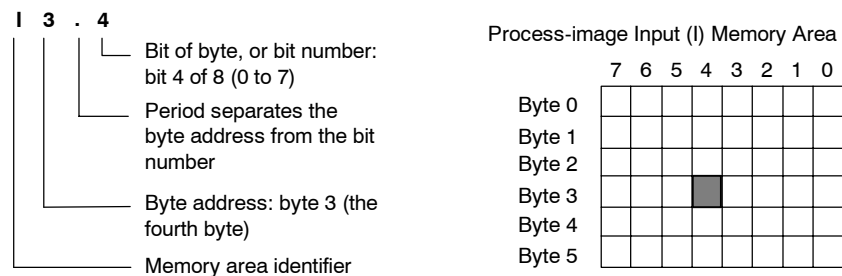 I 3 . 4
Bit of byte, or bit number:
bit 4 of 8 (0 to 7)
Period separates the
byte address from the bit
number
Byte address: byte 3 (the
fourth byte)
Memory area identifier
Process-image Input (I) Memory Area
7 6 5 4 3 2 1 0
Byte 0
Byte 1
Byte 2
Byte 3
Byte 4
Byte 5